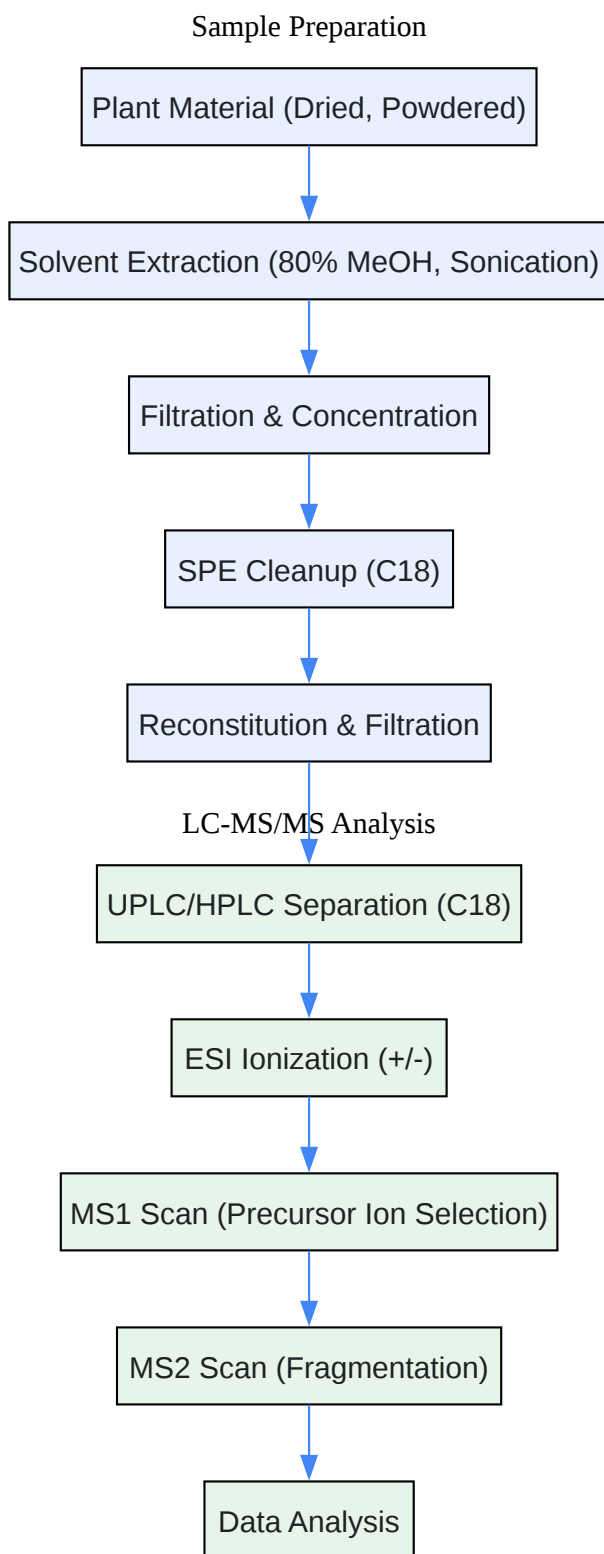 Sample Preparation
Plant Material (Dried, Powdered)
Solvent Extraction (80% MeOH, Sonication)
Filtration & Concentration
SPE Cleanup (C18)
Reconstitution & Filtration
LC-MS/MS Analysis
UPLC/HPLC Separation (C18)
ESI Ionization (+/-)
MS1 Scan (Precursor Ion Selection)
MS2 Scan (Fragmentation)
Data Analysis